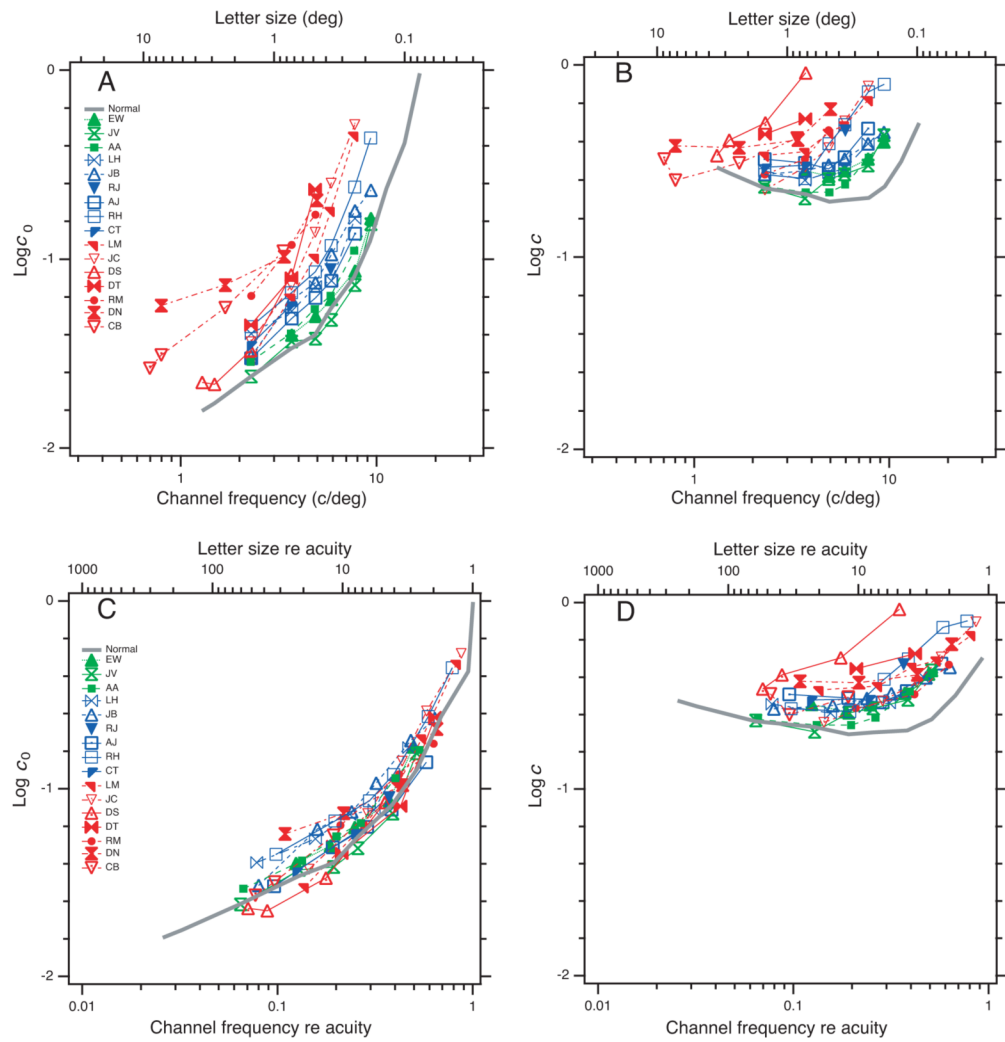 Letter size (deg)
10 1 0.1
A
0
-1
-2
Log c0
Normal
EW
JV
AA
LH
JB
RJ
AJ
RH
CT
LM
JC
DS
DT
RM
DN
CB
1 10
Channel frequency (c/deg)
Letter size (deg)
10 1 0.1
B
0
-1
-2
Log c
1 10
Channel frequency (c/deg)
Letter size re acuity
1000 100 10 1
C
0
-1
-2
Log c0
Normal
EW
JV
AA
LH
JB
RJ
AJ
RH
CT
LM
JC
DS
DT
RM
DN
CB
0.01 0.1 1
Channel frequency re acuity
Letter size re acuity
1000 100 10 1
D
0
-1
-2
Log c
0.01 0.1 1
Channel frequency re acuity